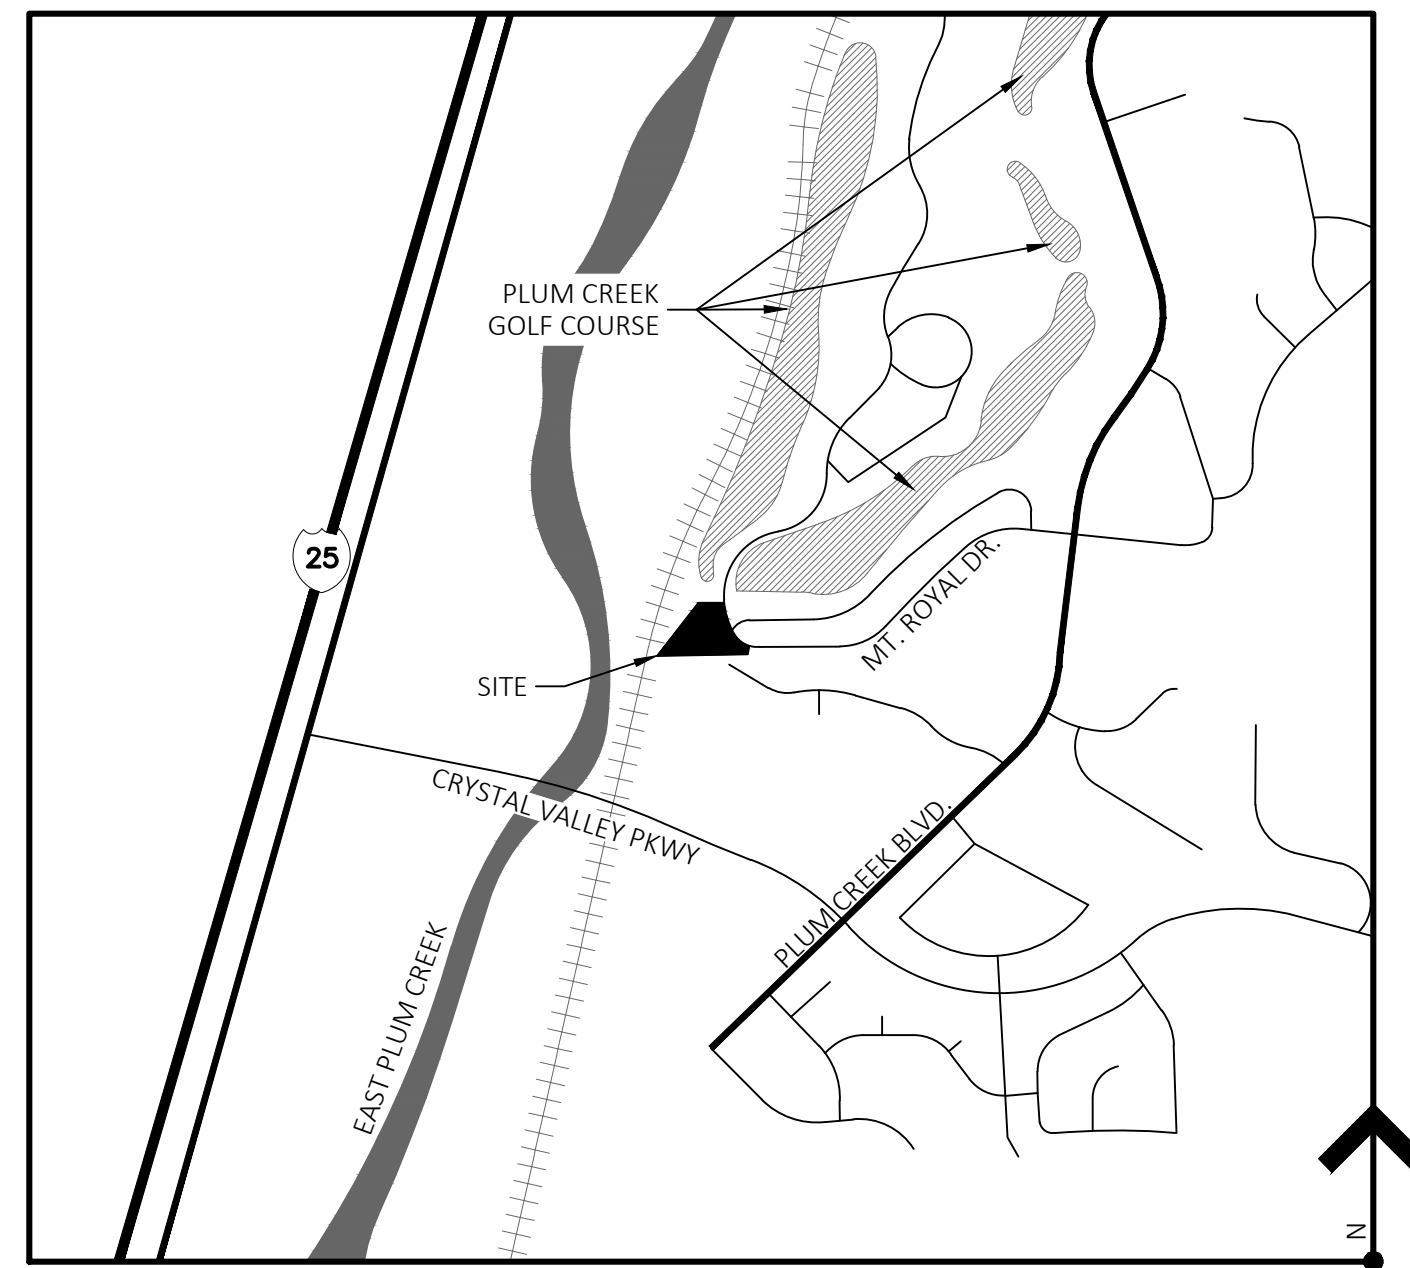 PLUM CREEK
GOLF COURSE
25
MT. ROYAL DR.
SITE
CRYSTAL VALLEY PKWY
PLUM CREEK BLVD.
EAST PLUM CREEK
N